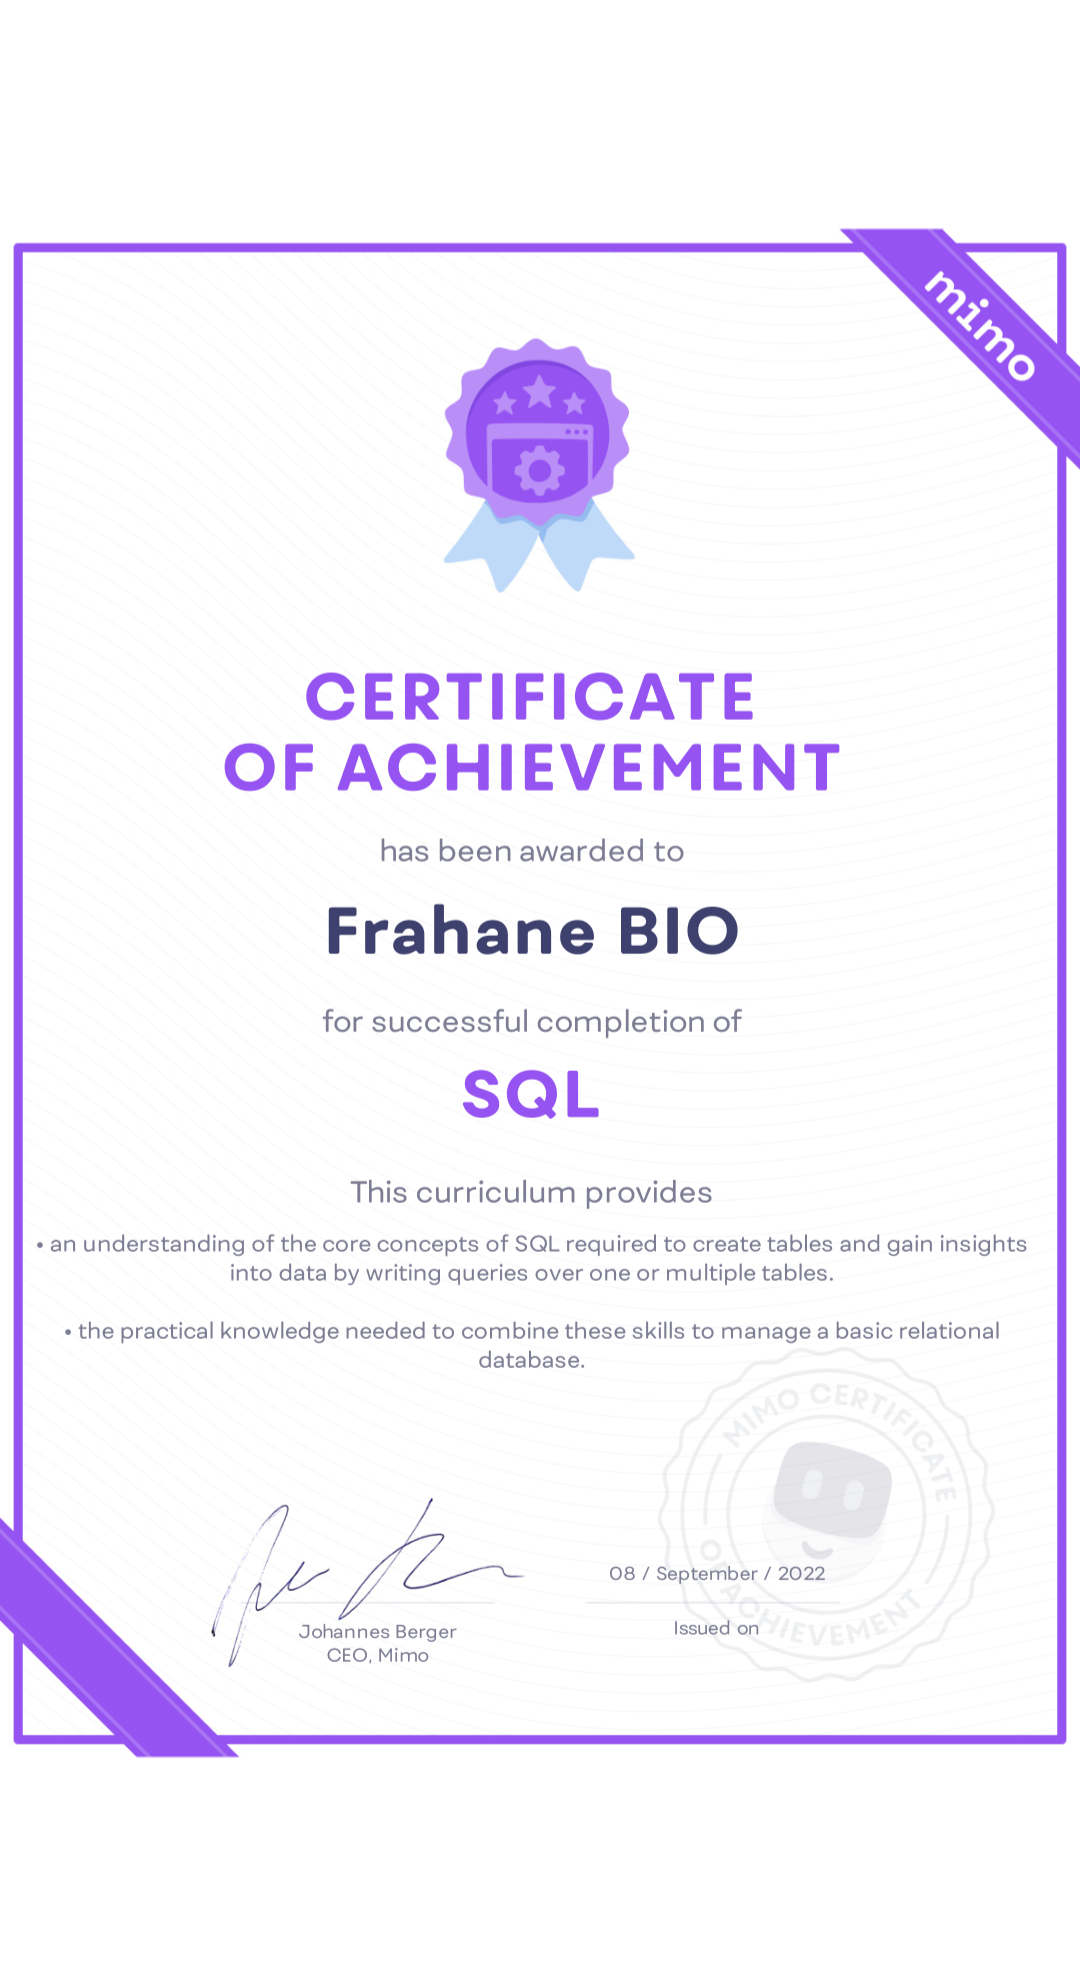 mimo
CERTIFICATE
OF ACHIEVEMENT
has been awarded to
Frahane BIO
for successful completion of
SQL
This curriculum provides
• an understanding of the core concepts of SQL required to create tables and gain insights
into data by writing queries over one or multiple tables.
• the practical knowledge needed to combine these skills to manage a basic relational
database.
MIMO CERTIFICATE
OF ACHIEVEMENT
08 / September / 2022
Issued on
Johannes Berger
CEO, Mimo